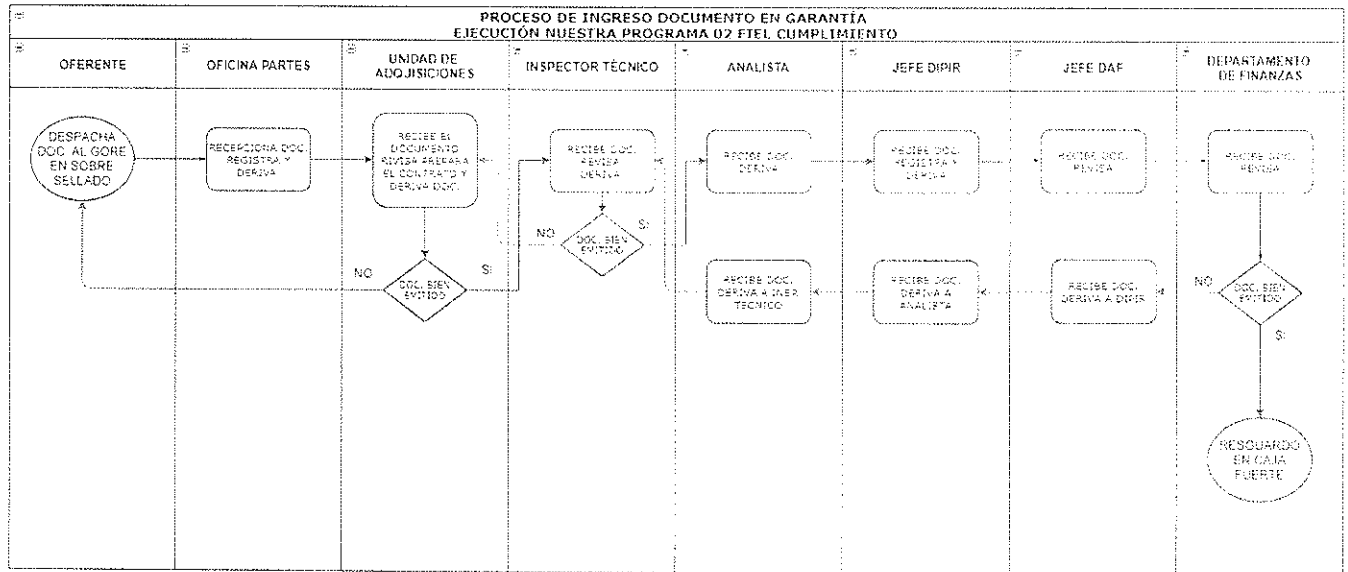 PROCESO DE INGRESO DOCUMENTO EN GARANTÍA
EJECUCIÓN NUESTRA PROGRAMA 02 FIEL CUMPLIMIENTO
OFERENTE
OFICINA PARTES
UNIDAD DE
ADQUISICIONES
INSPECTOR TÉCNICO
ANALISTA
JEFE DIPIR
JEFE DAF
DEPARTAMENTO
DE FINANZAS
DESPACHA
DOC. AL GORE
EN SOBRE
SELLADO
RECEPCIONA DOC.
REGISTRA Y
DERIVA
RECIBE EL
DOCUMENTO
REVISA PREPARA
EL CONTRATO Y
DERIVA DOC.
RECIBE DOC.
REVISA
DERIVA
RECIBE DOC.
DERIVA
RECIBE DOC.
REGISTRA Y
DERIVA
RECIBE DOC.
REVISA
RECIBE DOC.
REVISA
NO
DOC. BIEN
EMITIDO
SI
NO
DOC. BIEN
EMITIDO
SI
RECIBE DOC.
DERIVA A INSP.
TECNICO
RECIBE DOC.
DERIVA A
ANALISTA
RECIBE DOC.
DERIVA A DIPIR
NO
DOC. BIEN
EMITIDO
SI
RESGUARDO
EN CAJA
FUERTE